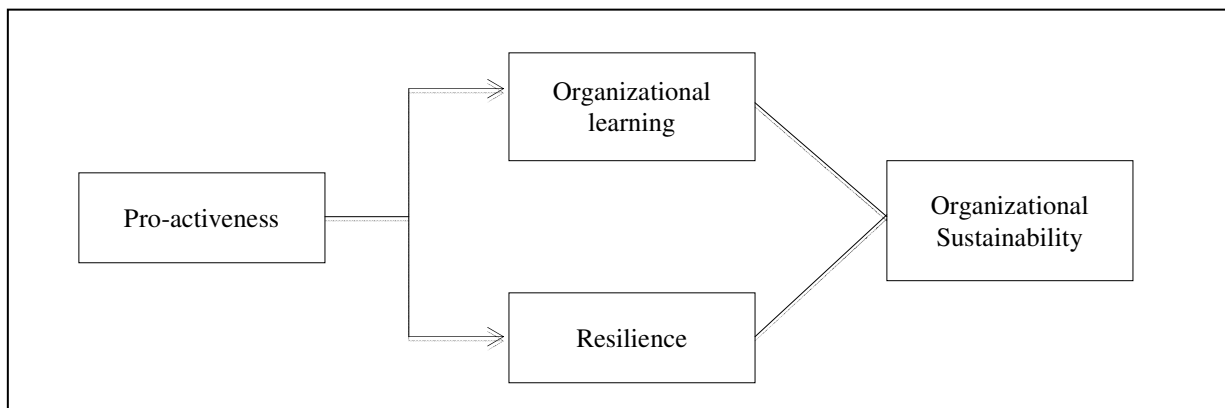 Organizational
learning
Pro-activeness
Organizational
Sustainability
Resilience